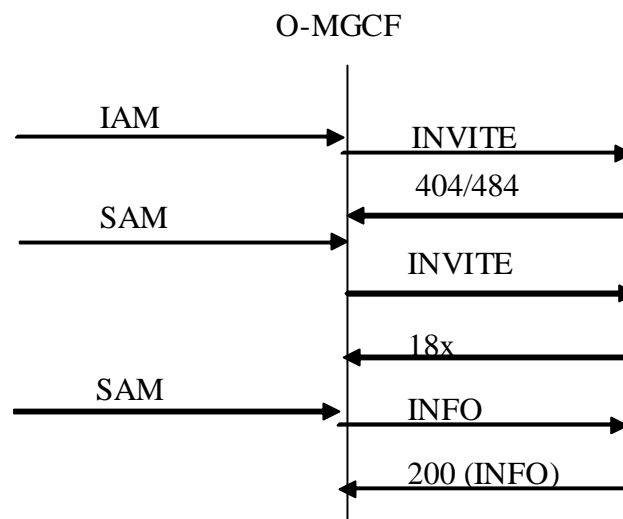 O-MGCF
IAM
INVITE
404/484
SAM
INVITE
18x
SAM
INFO
200 (INFO)